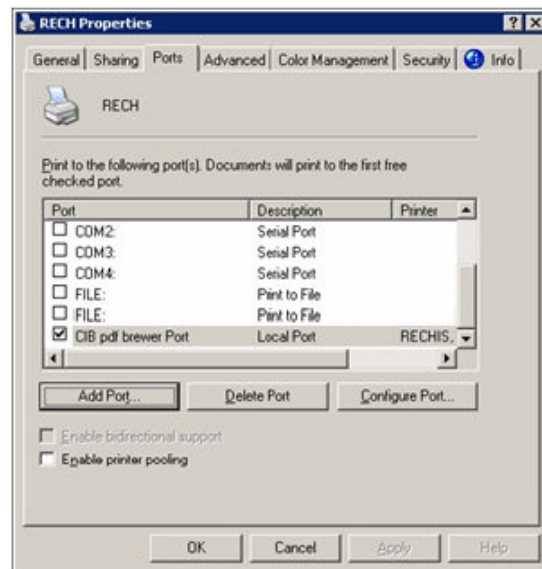 RECH Properties
General Sharing Ports Advanced Color Management Security Info
RECH
Print to the following port(s). Documents will print to the first free
checked port.
Port Description Printer
COM2: Serial Port
COM3: Serial Port
COM4: Serial Port
FILE: Print to File
FILE: Print to File
CIB pdf brewer Port Local Port RECHIS,
Add Port... Delete Port Configure Port...
Enable bidirectional support
Enable printer pooling
OK Cancel Apply Help